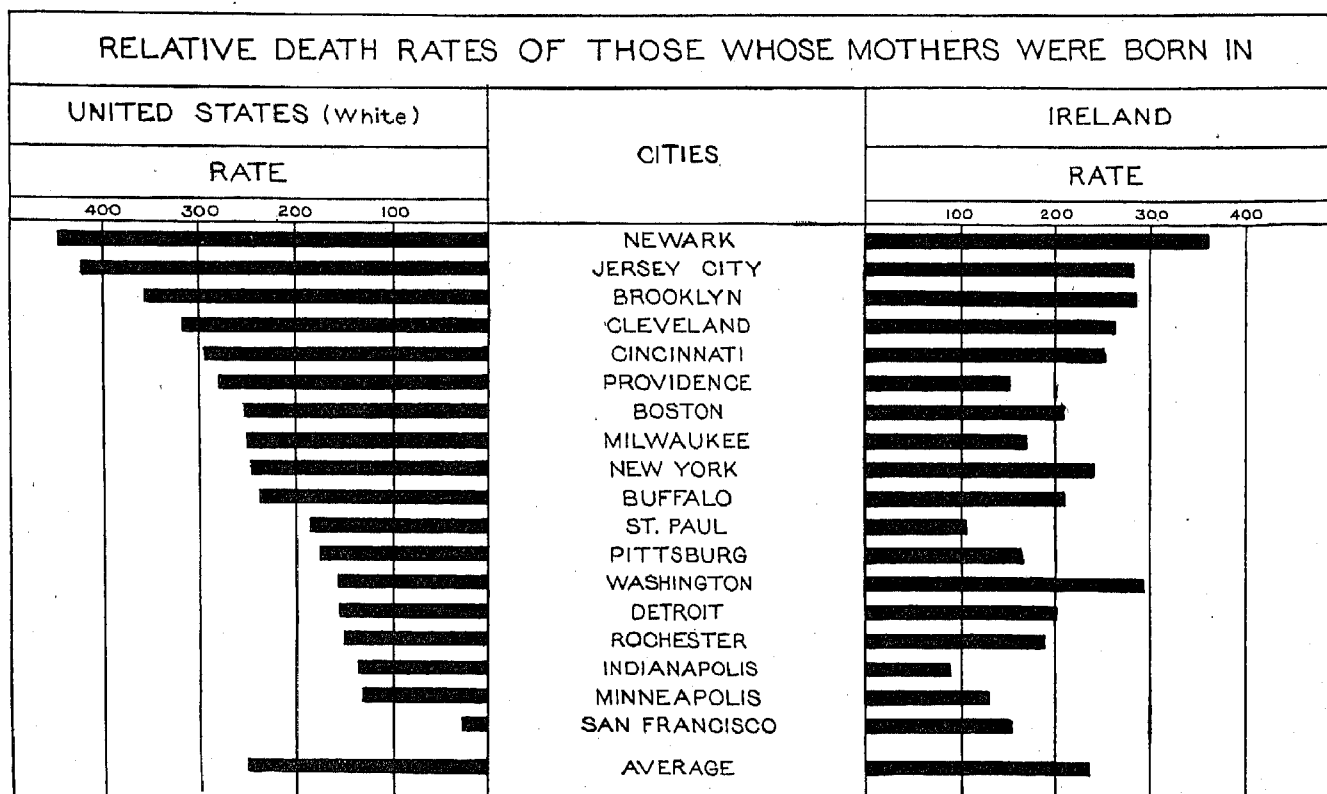 RELATIVE DEATH RATES OF THOSE WHOSE MOTHERS WERE BORN IN
UNITED STATES (White)
CITIES
IRELAND
RATE
RATE
400 300 200 100
100 200 300 400
NEWARK
JERSEY CITY
BROOKLYN
CLEVELAND
CINCINNATI
PROVIDENCE
BOSTON
MILWAUKEE
NEW YORK
BUFFALO
ST. PAUL
PITTSBURG
WASHINGTON
DETROIT
ROCHESTER
INDIANAPOLIS
MINNEAPOLIS
SAN FRANCISCO
AVERAGE